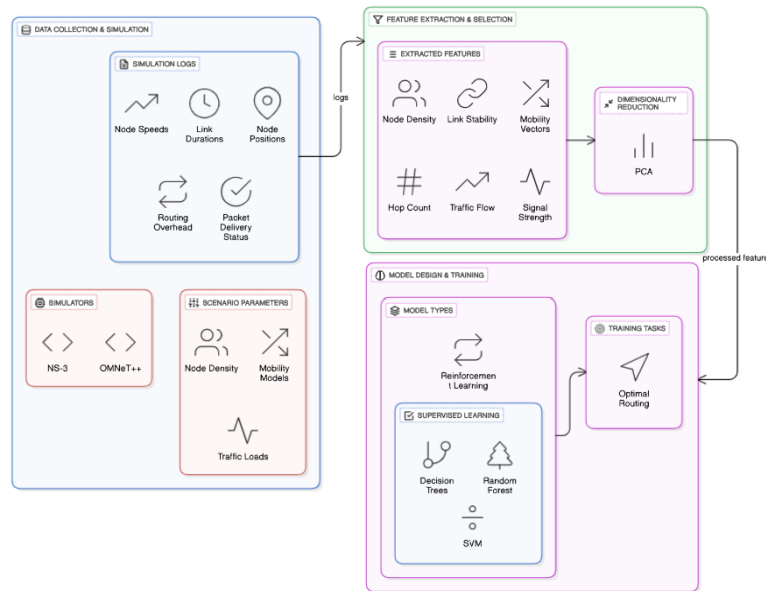 DATA COLLECTION & SIMULATION
SIMULATION LOGS
Node Speeds
Link
Durations
Node
Positions
Routing
Overhead
Packet
Delivery
Status
SIMULATORS
NS-3
OMNeT++
SCENARIO PARAMETERS
Node Density
Mobility
Models
Traffic Loads
logs
FEATURE EXTRACTION & SELECTION
EXTRACTED FEATURES
Node Density
Link Stability
Mobility
Vectors
Hop Count
Traffic Flow
Signal
Strength
DIMENSIONALITY
REDUCTION
PCA
processed feature
MODEL DESIGN & TRAINING
MODEL TYPES
Reinforcemen
t Learning
SUPERVISED LEARNING
Decision
Trees
Random
Forest
SVM
TRAINING TASKS
Optimal
Routing